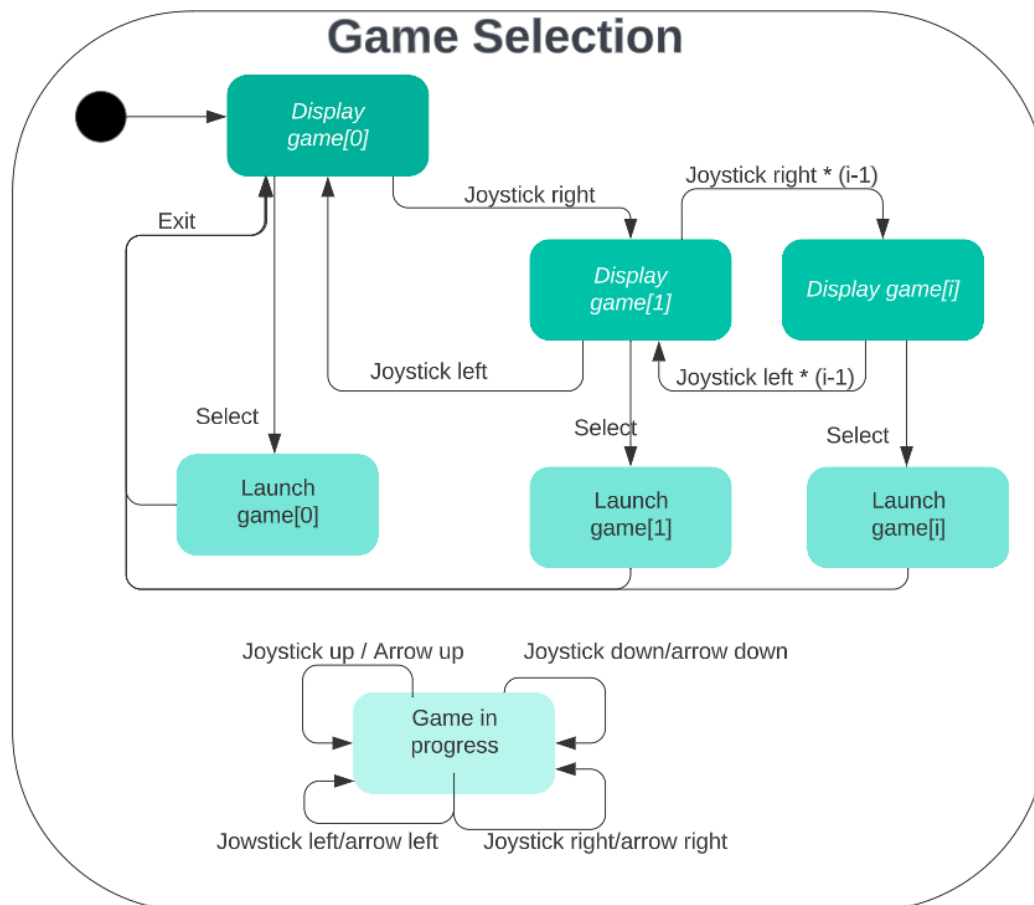 Game Selection
Display
game[0]
Joystick right
Joystick right * (i-1)
Exit
Display
game[1]
Display game[i]
Joystick left
Joystick left * (i-1)
Select
Select
Select
Launch
game[0]
Launch
game[1]
Launch
game[i]
Joystick up / Arrow up
Joystick down/arrow down
Game in
progress
Jowstick left/arrow left
Joystick right/arrow right